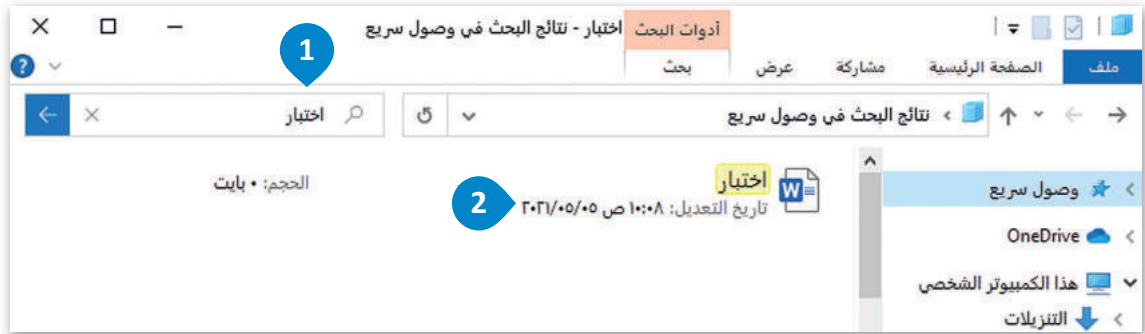 أدوات البحث
اختبار - نتائج البحث في وصول سريع
ملف
الصفحة الرئيسية
مشاركة
عرض
بحث
?
1
نتائج البحث في وصول سريع
اختبار
وصول سريع
OneDrive
هذا الكمبيوتر الشخصي
التنزيلات
اختبار
تاريخ التعديل: ١٠:٠٨ ص ٢٠٢١/٠٥/٠٥
2
الحجم: ٠ بايت